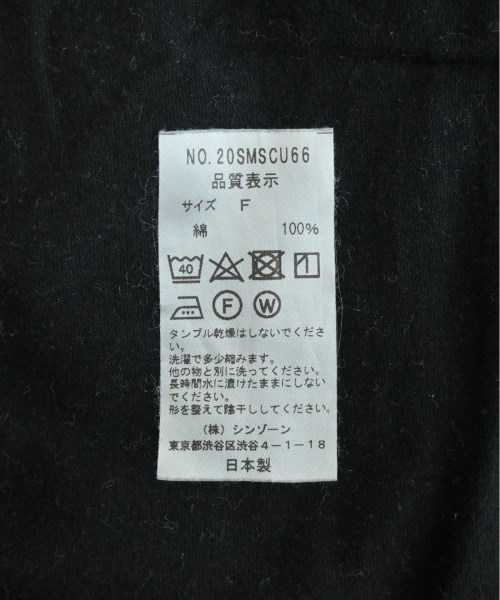 NO.20SMSCU66
品質表示
サイズ F
綿 100%
40
F W
タンブル乾燥はしないでくださ
い。
洗濯で多少縮みます。
他の物と別に洗ってください。
長時間水に漬けたままにしない
でください。
形を整えて陰干ししてください。
(株) シンゾーン
東京都渋谷区渋谷4-1-18
日本製